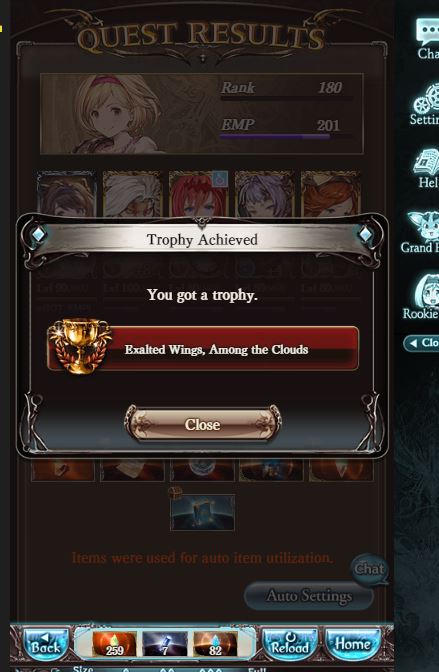 QUEST RESULTS
Rank 180
EMP 201
Trophy Achieved
You got a trophy.
Exalted Wings, Among the Clouds
Close
Items were used for auto item utilization.
Chat
Auto Settings
Back
259
7
82
Reload
Home
Size
Full
Cha
Settin
Hel
Grand
Rookie
Clo